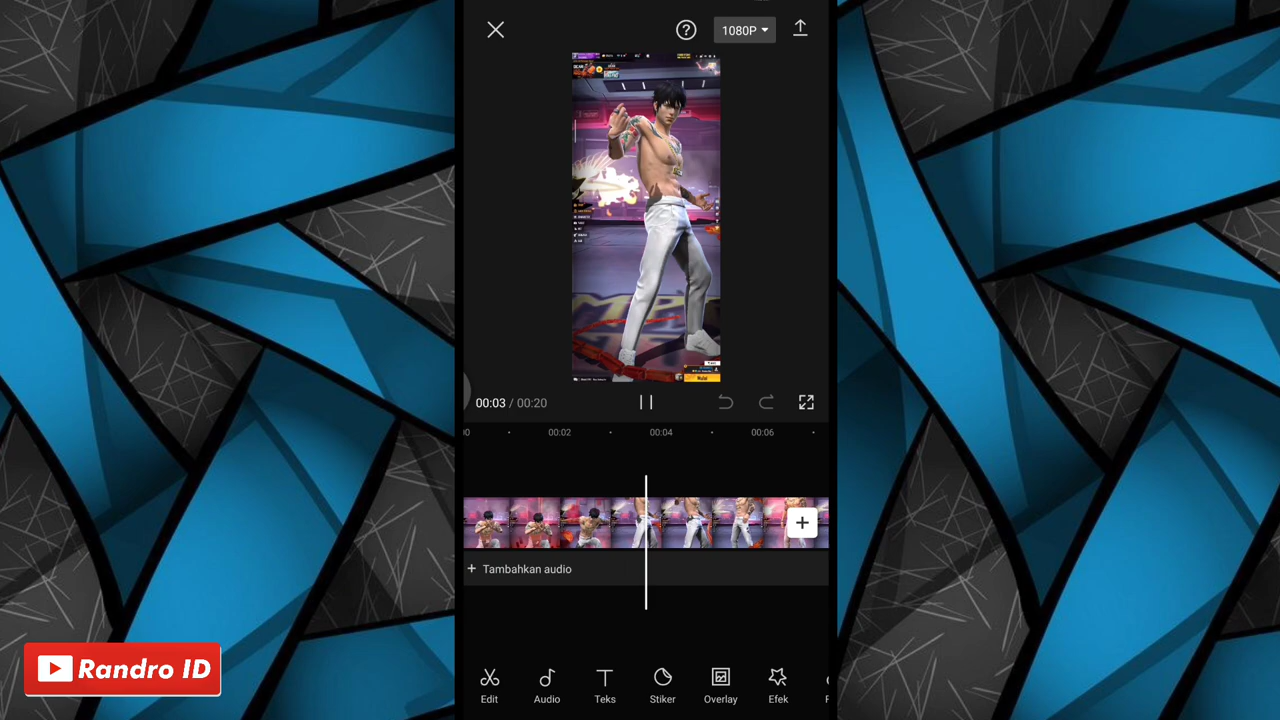 1080P
00:03 / 00:20
00:02
00:04
00:06
+ Tambahkan audio
Edit
Audio
Teks
Stiker
Overlay
Efek
Randro ID